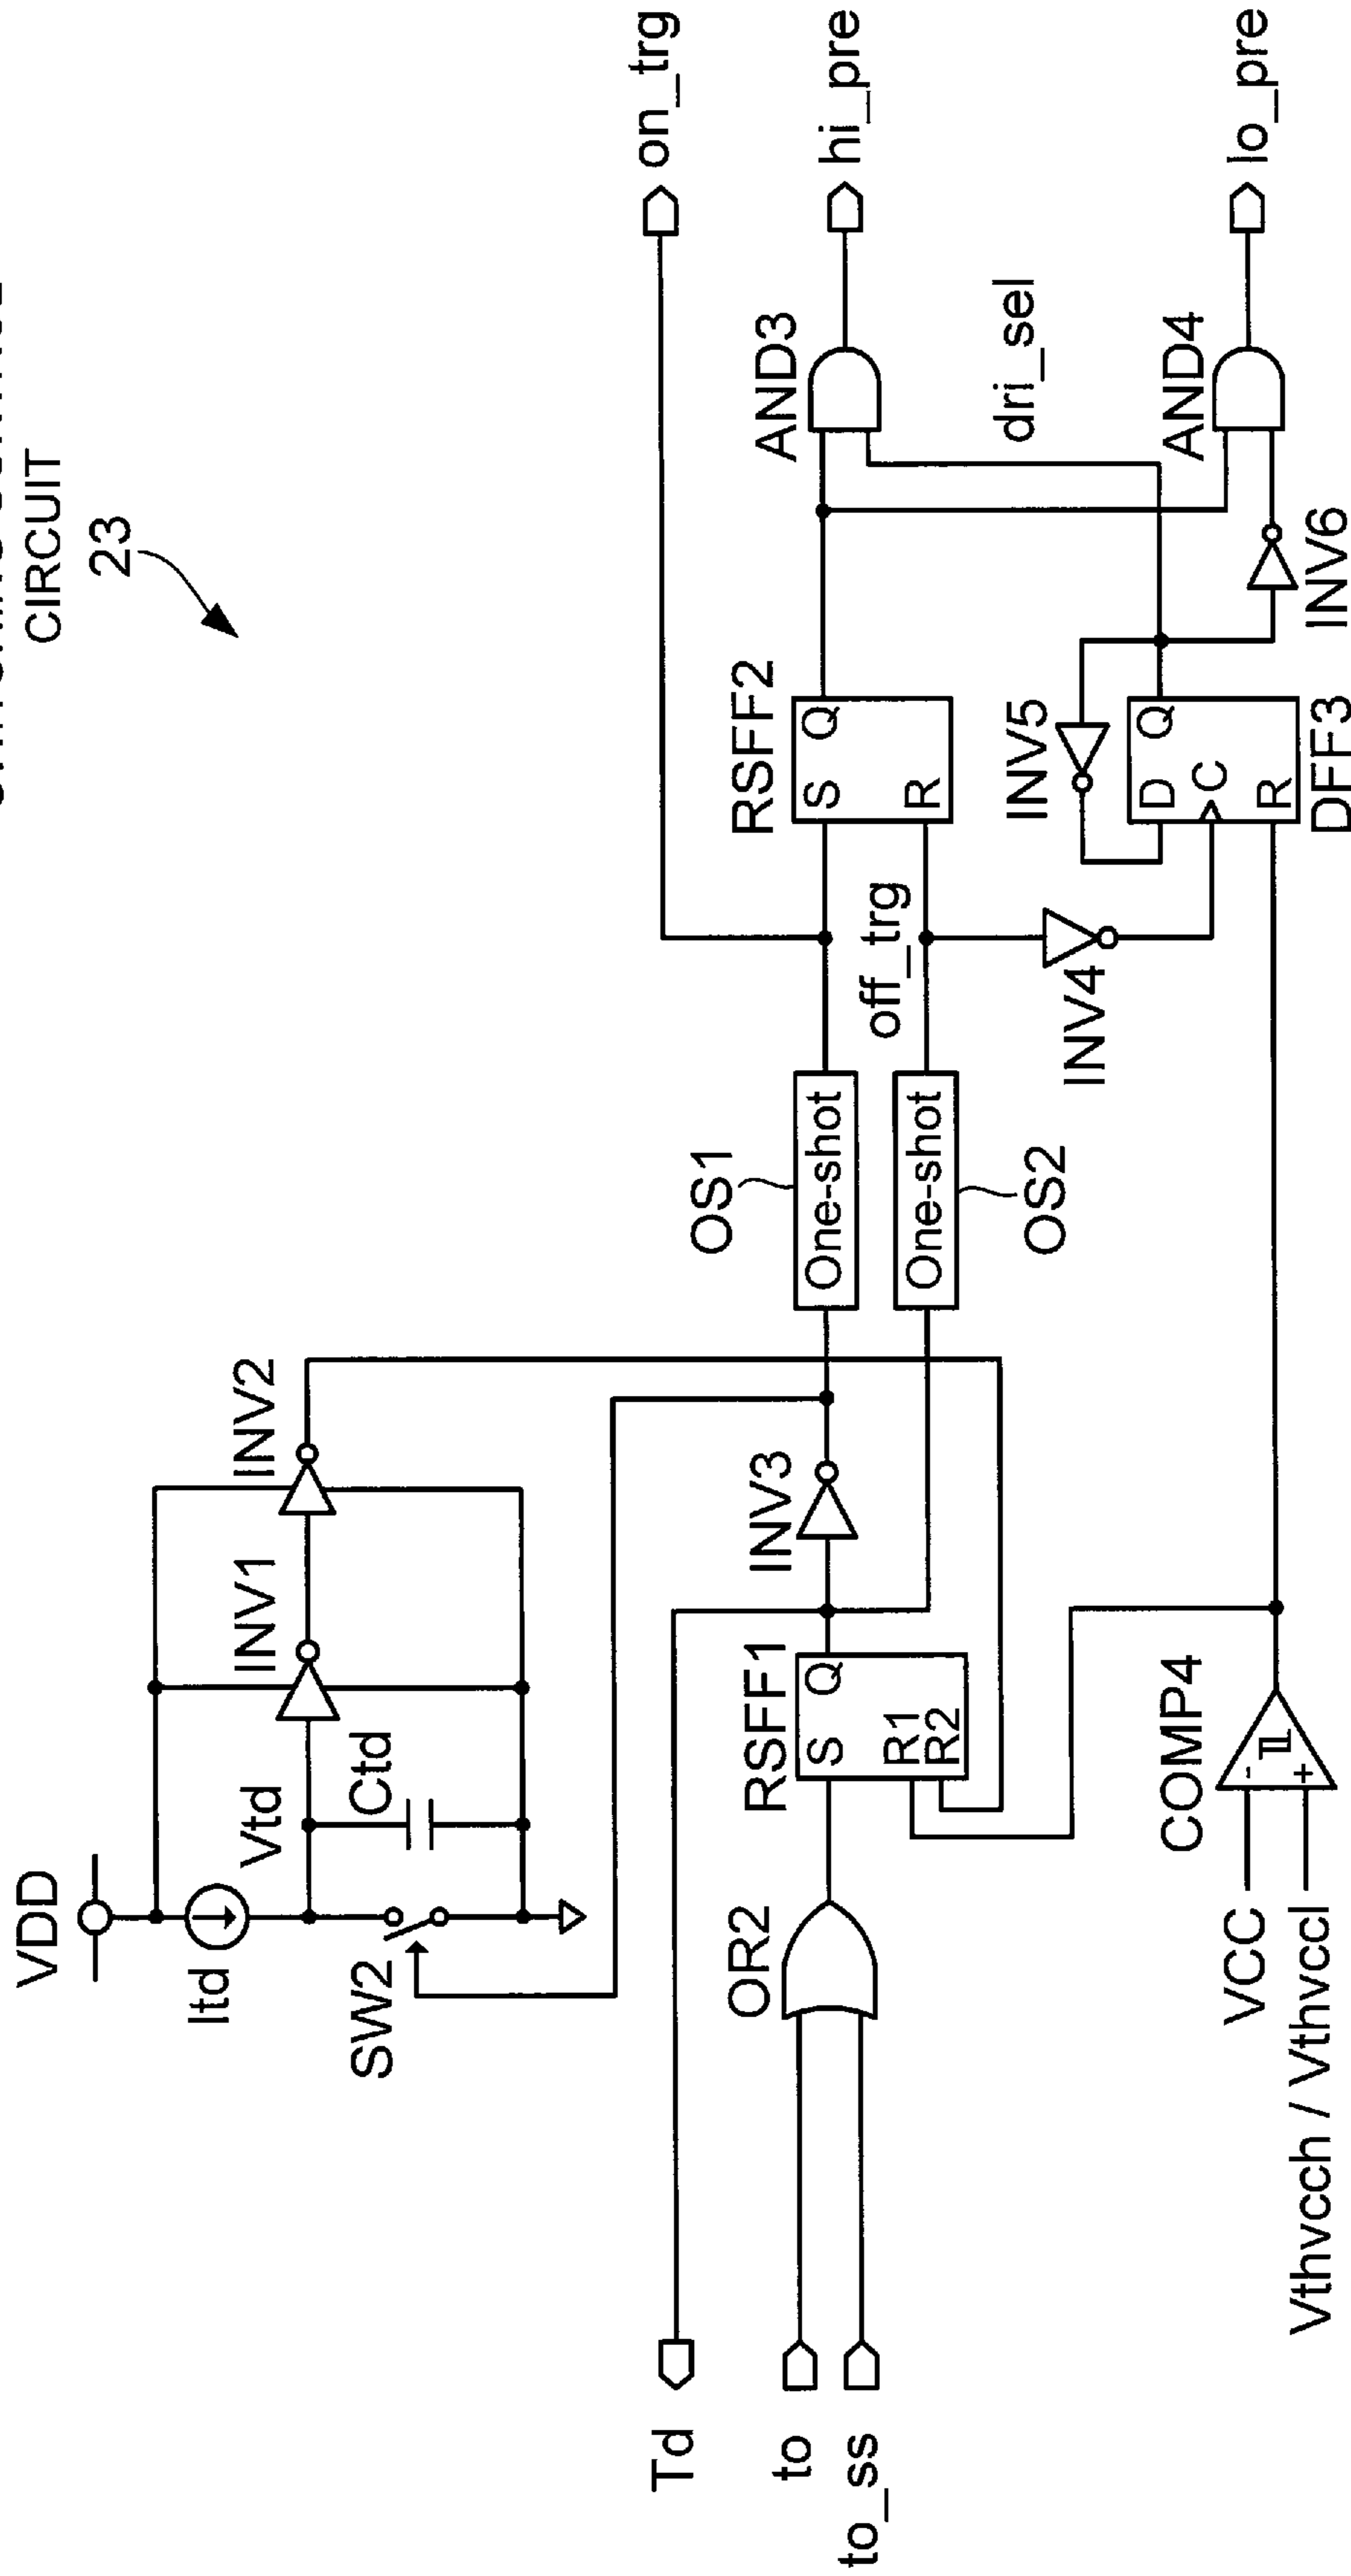 CIRCUIT
23
VDD
Itd
Vtd
Ctd
SW2
INV1
INV2
Td
to
to_ss
OR2
RSFF1
S
Q
R1
R2
INV3
OS1
One-shot
One-shot
OS2
off_trg
on_trg
RSFF2
S
Q
R
AND3
hi_pre
dri_sel
INV4
INV5
D
Q
C
R
DFF3
INV6
AND4
lo_pre
COMP4
-
+
VCC
Vthvcch / Vthvccl